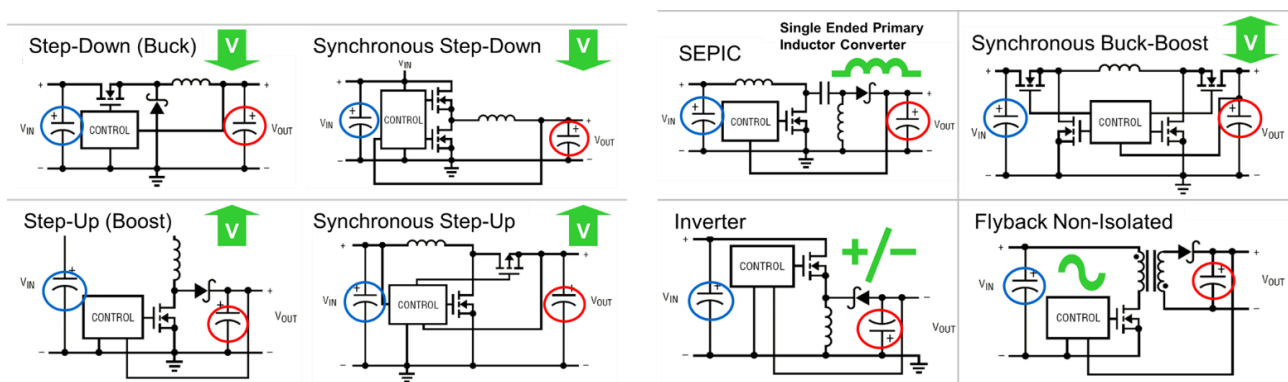 Step-Down (Buck)
V
+
+
+
+
VIN
CONTROL
VOUT
−
−
Synchronous Step-Down
V
VIN
+
+
+
+
VIN
CONTROL
VOUT
−
−
SEPIC
Single Ended Primary
Inductor Converter
+
+
+
+
VIN
CONTROL
VOUT
−
−
Synchronous Buck-Boost
V
+
+
+
+
VIN
CONTROL
VOUT
−
−
Step-Up (Boost)
V
+
+
+
+
VIN
CONTROL
VOUT
−
−
Synchronous Step-Up
V
+
+
+
+
VIN
CONTROL
VOUT
−
−
Inverter
+/−
+
+
CONTROL
VIN
−
VOUT
+
−
Flyback Non-Isolated
+
+
+
+
VIN
CONTROL
VOUT
−
−